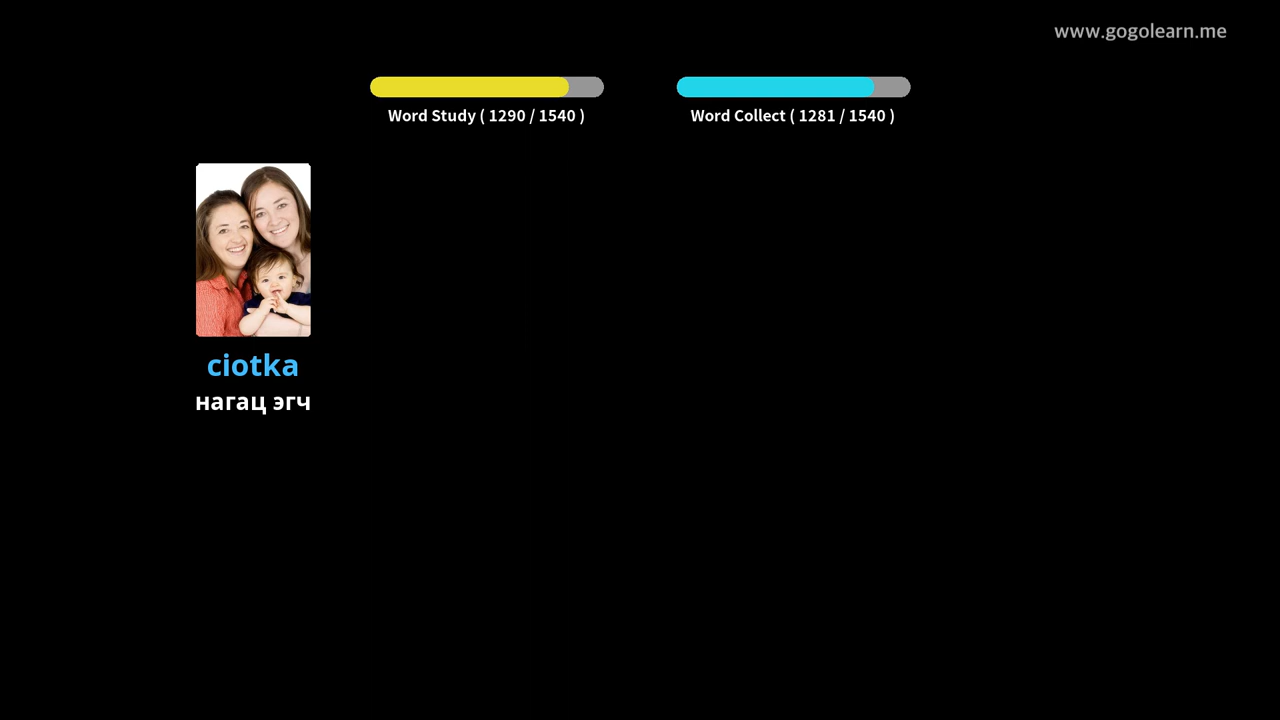 www.gogolearn.me
Word Study ( 1290 / 1540 )
Word Collect ( 1281 / 1540 )
ciotka
нагац эгч